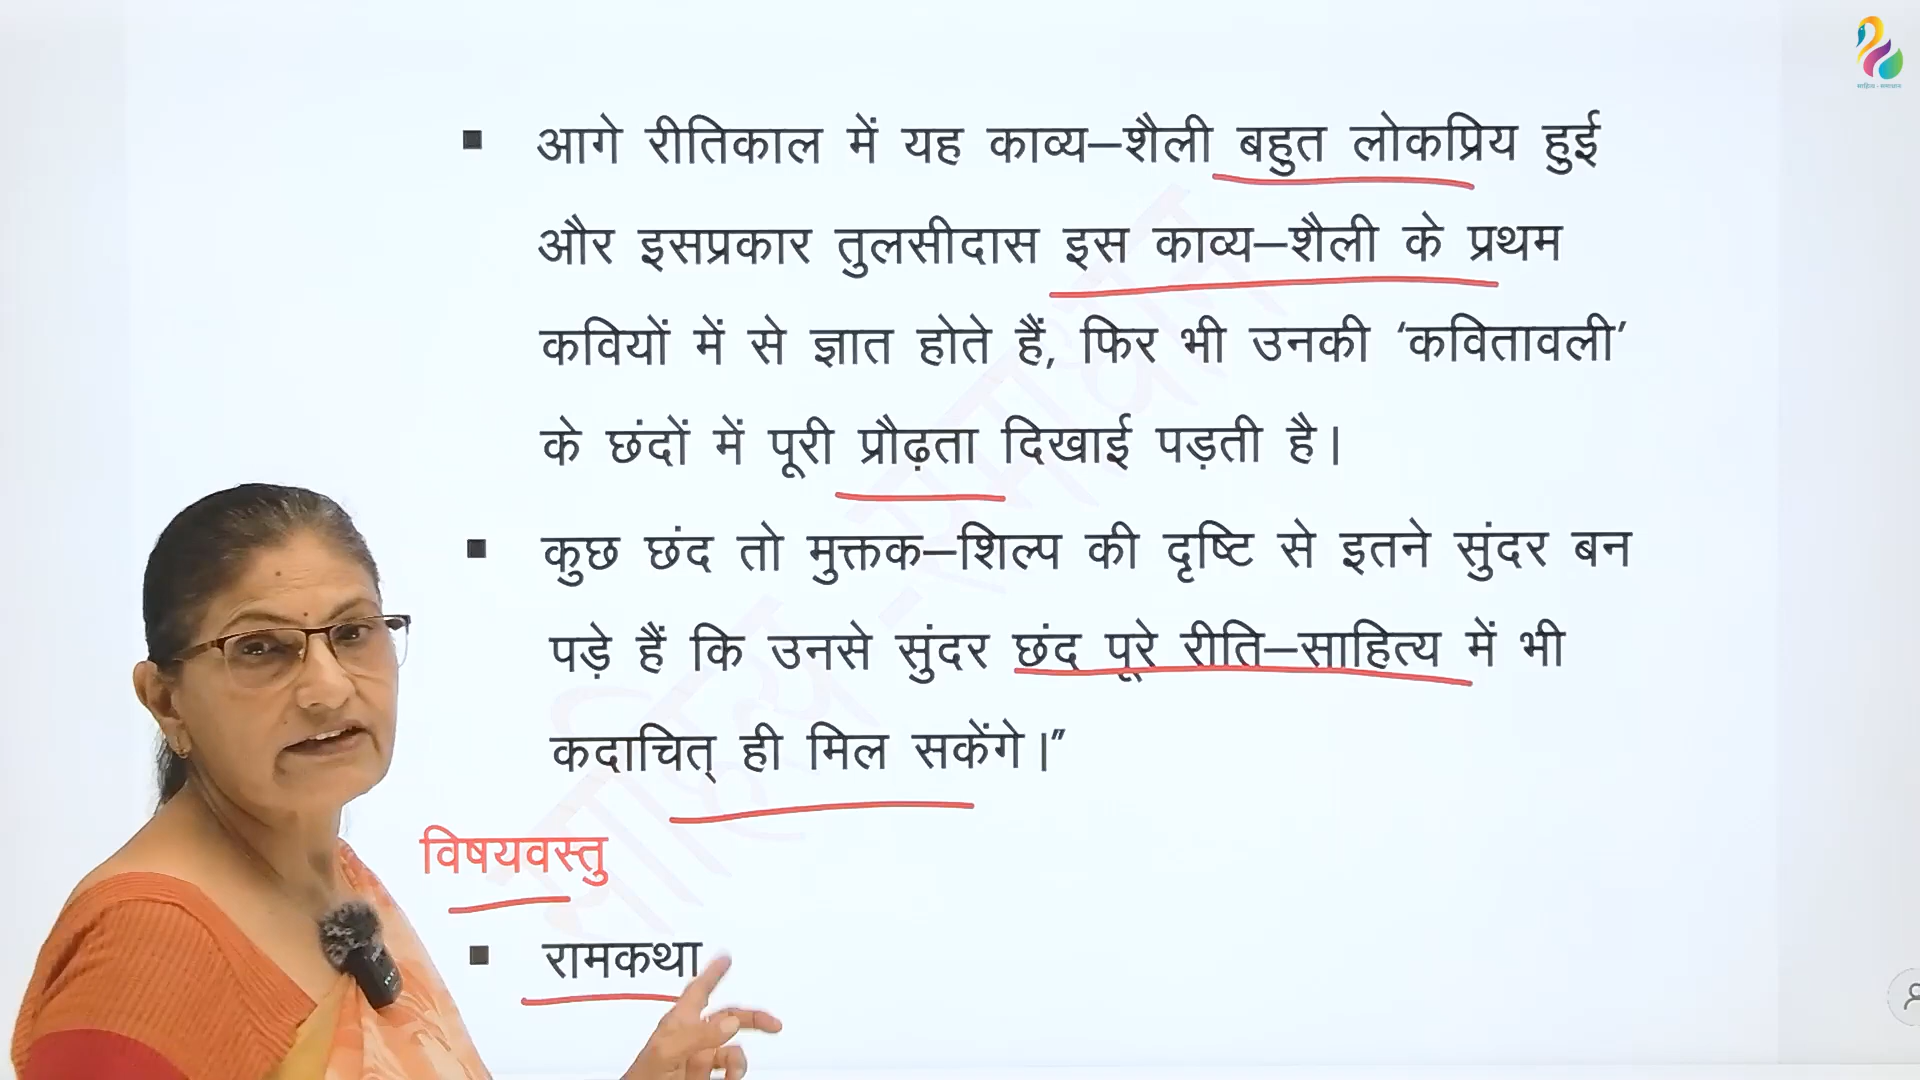 आगे रीतिकाल में यह काव्य–शैली बहुत लोकप्रिय हुई
और इसप्रकार तुलसीदास इस काव्य–शैली के प्रथम
कवियों में से ज्ञात होते हैं, फिर भी उनकी ‘कवितावली’
के छंदों में पूरी प्रौढ़ता दिखाई पड़ती है।
कुछ छंद तो मुक्तक–शिल्प की दृष्टि से इतने सुंदर बन
पड़े हैं कि उनसे सुंदर छंद पूरे रीति–साहित्य में भी
कदाचित् ही मिल सकेंगे।”
विषयवस्तु
रामकथा
साहित्य - समाधान